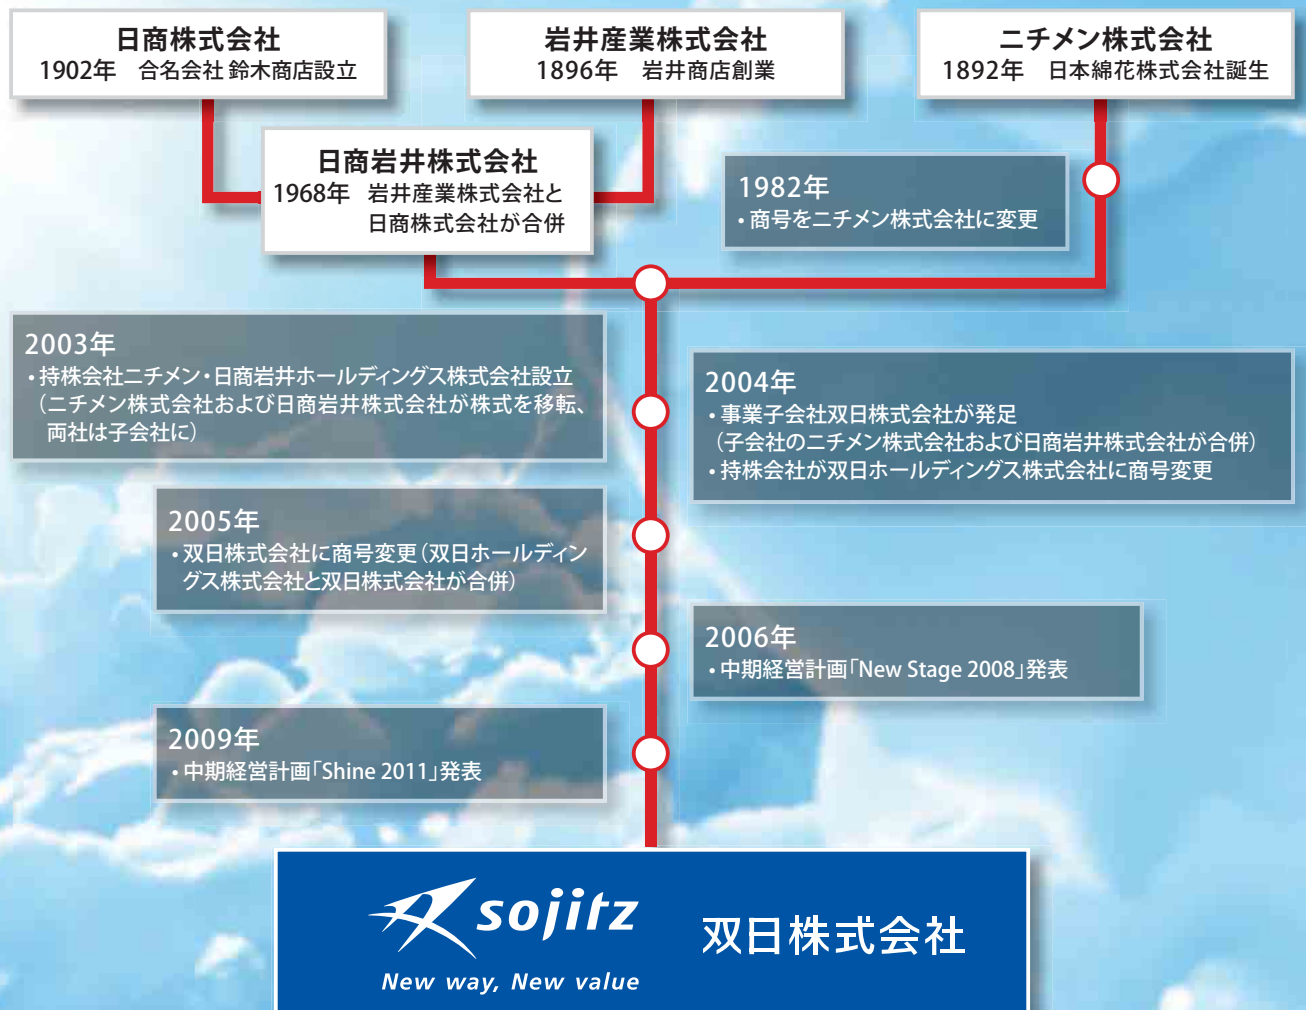 日商株式会社
1902年　合名会社 鈴木商店設立
岩井産業株式会社
1896年　岩井商店創業
ニチメン株式会社
1892年　日本綿花株式会社誕生
日商岩井株式会社
1968年　岩井産業株式会社と
日商株式会社が合併
1982年
・商号をニチメン株式会社に変更
2003年
・持株会社ニチメン・日商岩井ホールディングス株式会社設立
（ニチメン株式会社および日商岩井株式会社が株式を移転、
両社は子会社に）
2004年
・事業子会社双日株式会社が発足
（子会社のニチメン株式会社および日商岩井株式会社が合併）
・持株会社が双日ホールディングス株式会社に商号変更
2005年
・双日株式会社に商号変更（双日ホールディン
グス株式会社と双日株式会社が合併）
2006年
・中期経営計画「New Stage 2008」発表
2009年
・中期経営計画「Shine 2011」発表
sojitz
New way, New value
双日株式会社